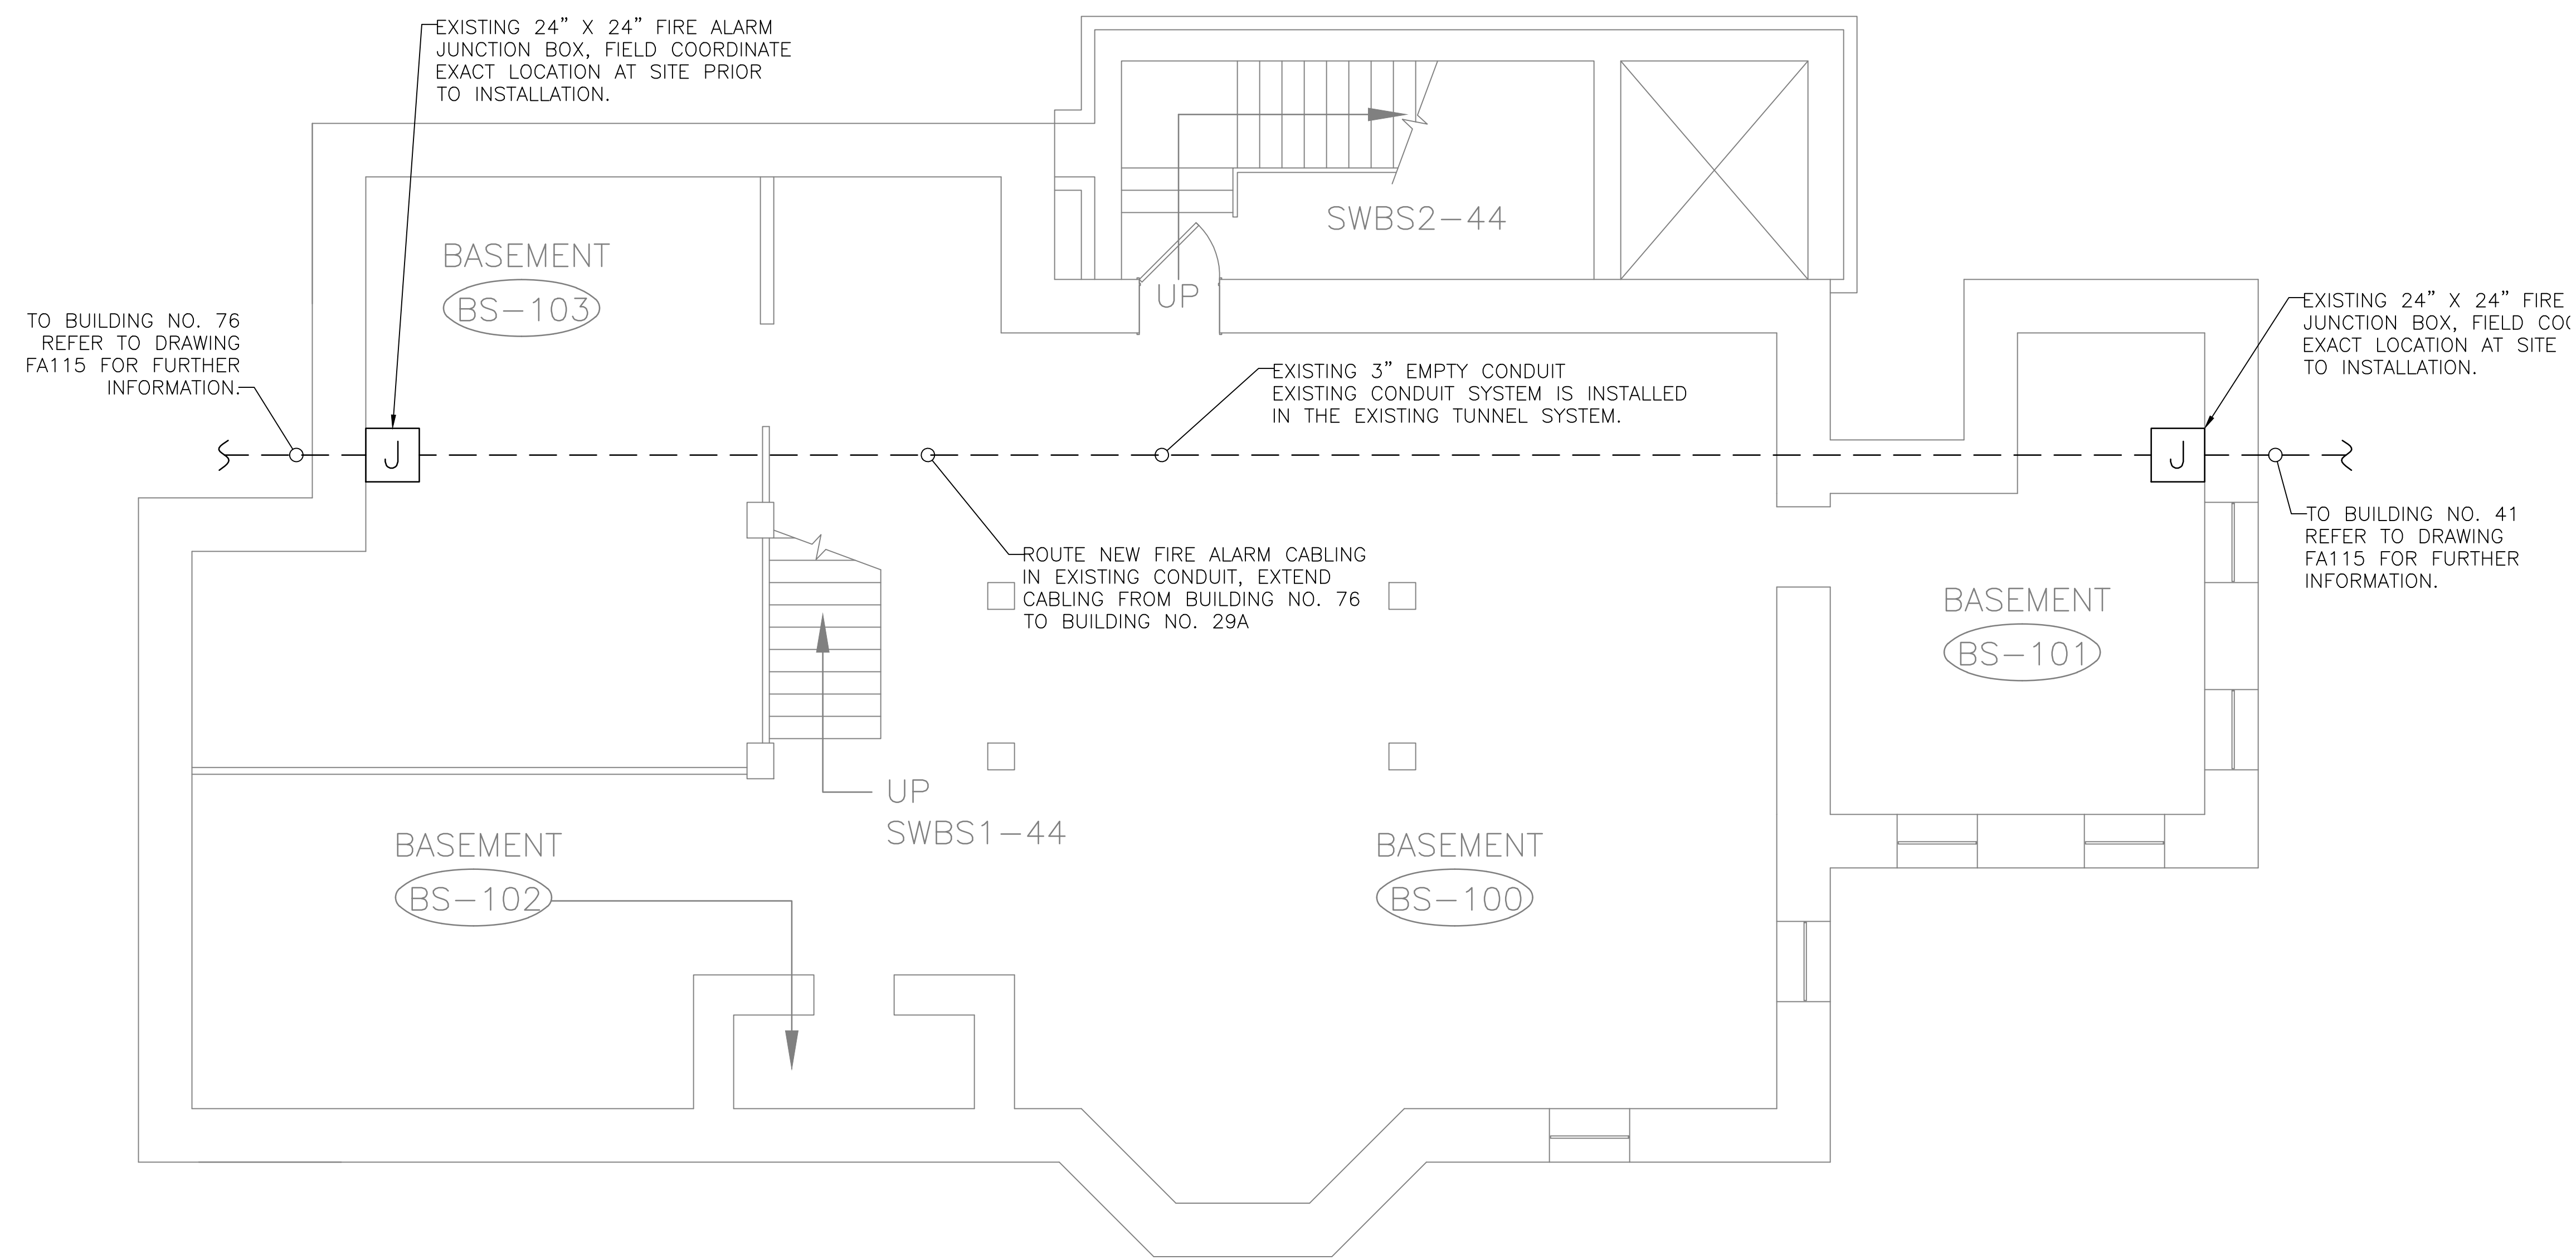 EXISTING 24” X 24” FIRE ALARM
JUNCTION BOX, FIELD COORDINATE
EXACT LOCATION AT SITE PRIOR
TO INSTALLATION.
SWBS2-44
BASEMENT
BS-103
UP
TO BUILDING NO. 76
REFER TO DRAWING
FA115 FOR FURTHER
INFORMATION.
EXISTING 24” X 24” FIRE
JUNCTION BOX, FIELD
EXACT LOCATION AT SITE
TO INSTALLATION.
EXISTING 3” EMPTY CONDUIT
EXISTING CONDUIT SYSTEM IS INSTALLED
IN THE EXISTING TUNNEL SYSTEM.
J
J
TO BUILDING NO. 41
REFER TO DRAWING
FA115 FOR FURTHER
INFORMATION.
ROUTE NEW FIRE ALARM CABLING
IN EXISTING CONDUIT, EXTEND
CABLING FROM BUILDING NO. 76
TO BUILDING NO. 29A
BASEMENT
BS-101
UP
SWBS1-44
BASEMENT
BS-102
BASEMENT
BS-100